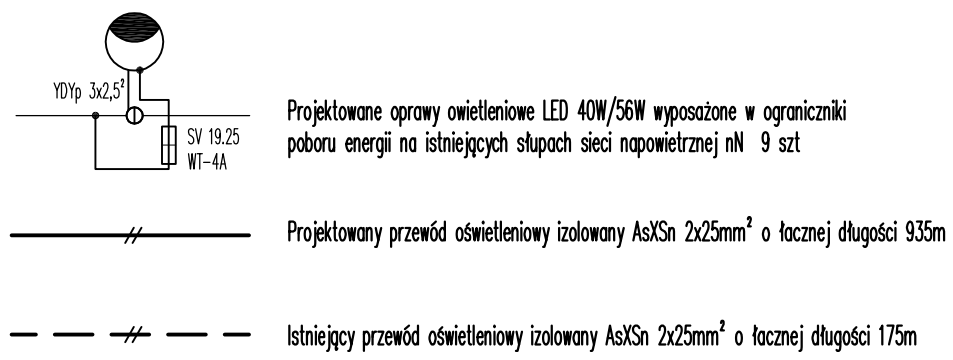 YDYp 3x2,5²
SV 19.25
WT-4A
Projektowane oprawy owietleniowe LED 40W/56W wyposażone w ograniczniki
poboru energii na istniejących słupach sieci napowietrznej nN 9 szt
Projektowany przewód oświetleniowy izolowany AsXSn 2x25mm² o łacznej długości 935m
Istniejący przewód oświetleniowy izolowany AsXSn 2x25mm² o łacznej długości 175m